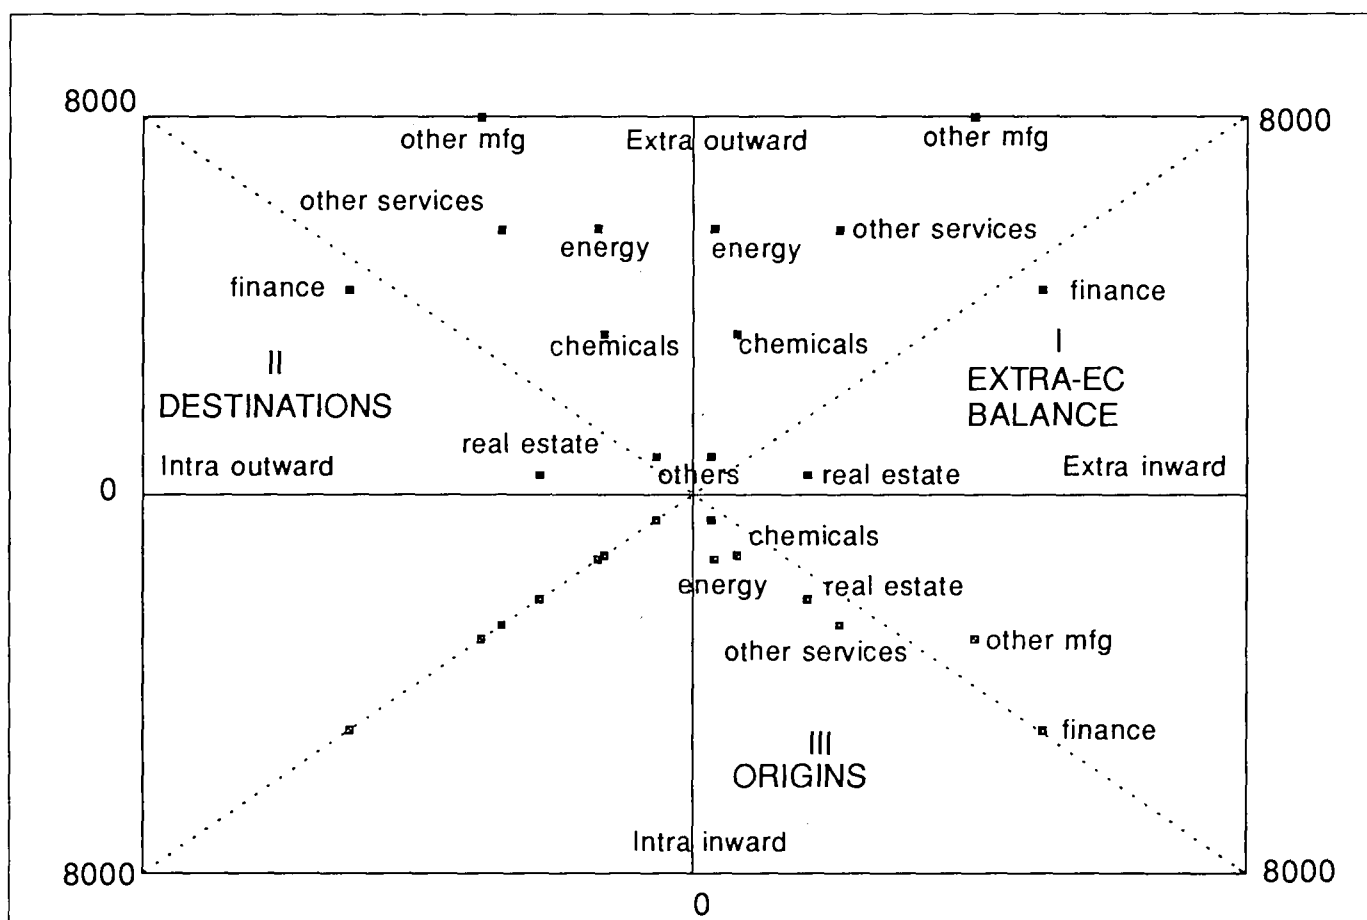 8000
8000
other mfg
Extra outward
other mfg
other services
other services
energy
energy
finance
finance
chemicals
chemicals
II
DESTINATIONS
I
EXTRA-EC
BALANCE
real estate
Intra outward
others
real estate
Extra inward
0
chemicals
energy
real estate
other services
other mfg
finance
III
ORIGINS
Intra inward
8000
8000
0